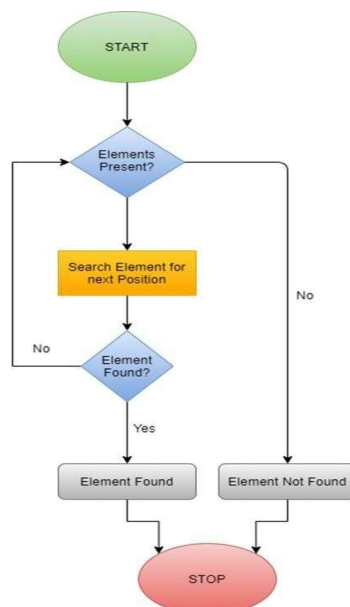 START
Elements
Present?
Search Element for
next Position
No
No
Element
Found?
Yes
Element Found
Element Not Found
STOP